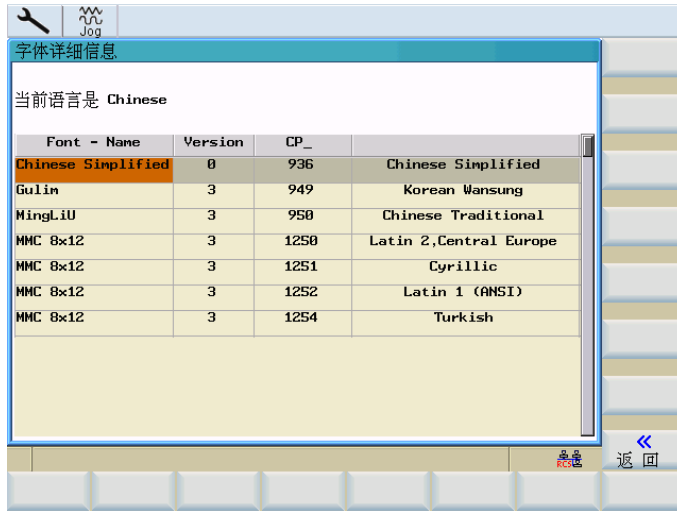 Jog
字体详细信息
当前语言是 Chinese
Font - Name Version CP_
Chinese Simplified 0 936 Chinese Simplified
Gulim 3 949 Korean Wansung
MingLiU 3 950 Chinese Traditional
MMC 8x12 3 1250 Latin 2,Central Europe
MMC 8x12 3 1251 Cyrillic
MMC 8x12 3 1252 Latin 1 (ANSI)
MMC 8x12 3 1254 Turkish
RCS
返 回